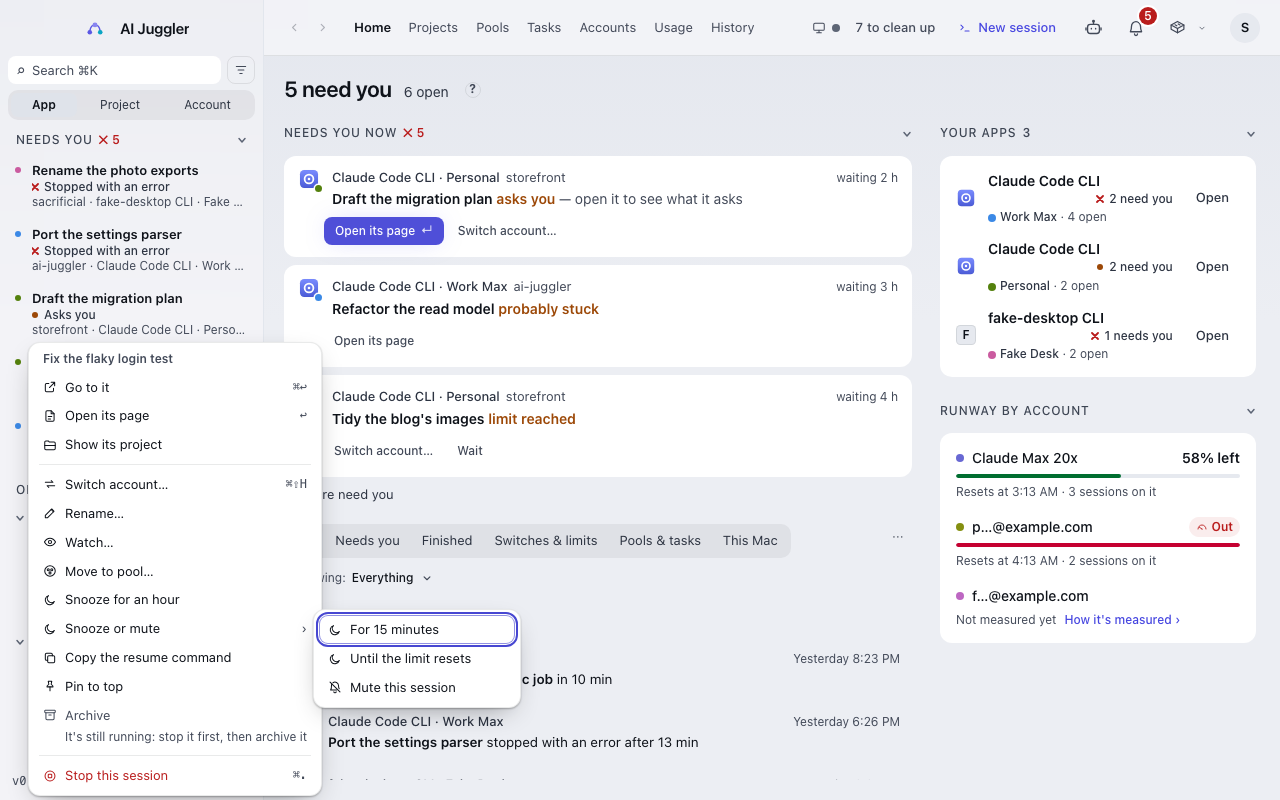 AI Juggler
Search ⌘K
App Project Account
NEEDS YOU ✕ 5
Rename the photo exports
Stopped with an error
sacrificial · fake-desktop CLI · Fake …
Port the settings parser
Stopped with an error
ai-juggler · Claude Code CLI · Work …
Draft the migration plan
Asks you
storefront · Claude Code CLI · Perso…
Home Projects Pools Tasks Accounts Usage History
7 to clean up
New session
5
S
5 need you 6 open ?
NEEDS YOU NOW ✕ 5
Claude Code CLI · Personal storefront waiting 2 h
Draft the migration plan asks you — open it to see what it asks
Open its page ↵ Switch account…
Claude Code CLI · Work Max ai-juggler waiting 3 h
Refactor the read model probably stuck
Open its page
Claude Code CLI · Personal storefront waiting 4 h
Tidy the blog's images limit reached
Switch account… Wait
need you
Needs you Finished Switches & limits Pools & tasks This Mac …
Everything
Yesterday 8:23 PM
job in 10 min
Claude Code CLI · Work Max Yesterday 6:26 PM
Port the settings parser stopped with an error after 13 min
YOUR APPS 3
Claude Code CLI
✕ 2 need you Open
Work Max · 4 open
Claude Code CLI
2 need you Open
Personal · 2 open
fake-desktop CLI
F ✕ 1 needs you Open
Fake Desk · 2 open
RUNWAY BY ACCOUNT
Claude Max 20x 58% left
Resets at 3:13 AM · 3 sessions on it
p...@example.com Out
Resets at 4:13 AM · 2 sessions on it
f...@example.com
Not measured yet How it's measured ›
Fix the flaky login test
Go to it ⌘↵
Open its page ↵
Show its project
Switch account… ⌘⇧H
Rename…
Watch…
Move to pool…
Snooze for an hour
Snooze or mute ›
Copy the resume command
Pin to top
Archive
It's still running: stop it first, then archive it
Stop this session ⌘.
For 15 minutes
Until the limit resets
Mute this session
v0